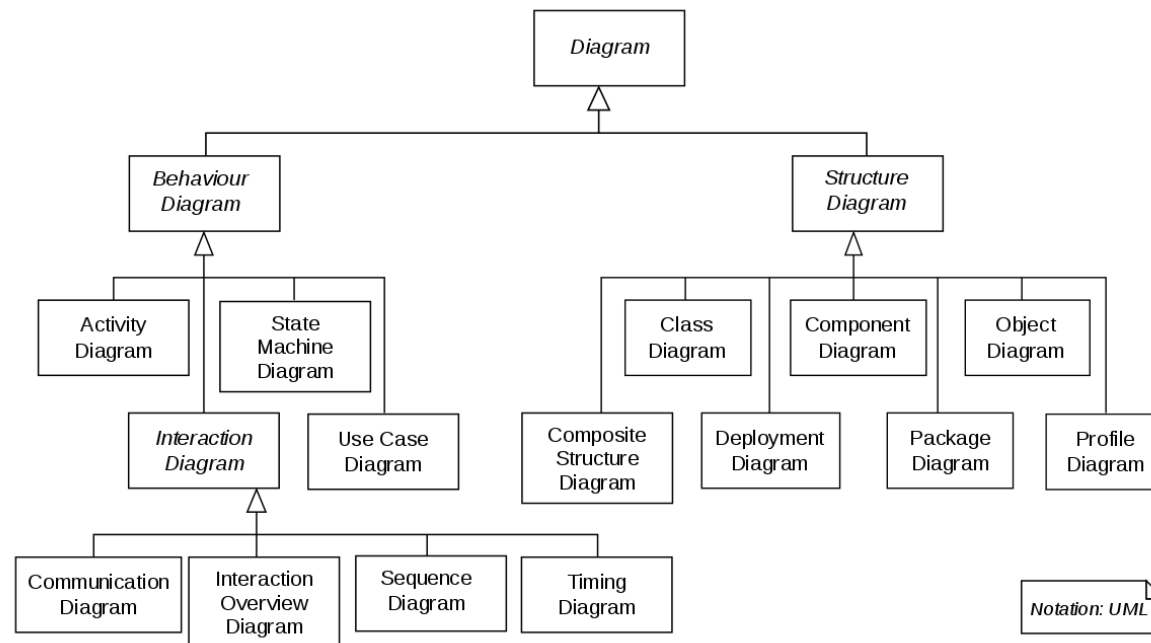 Diagram
Behaviour
Diagram
Structure
Diagram
Activity
Diagram
State
Machine
Diagram
Class
Diagram
Component
Diagram
Object
Diagram
Interaction
Diagram
Use Case
Diagram
Composite
Structure
Diagram
Deployment
Diagram
Package
Diagram
Profile
Diagram
Communication
Diagram
Interaction
Overview
Diagram
Sequence
Diagram
Timing
Diagram
Notation: UML